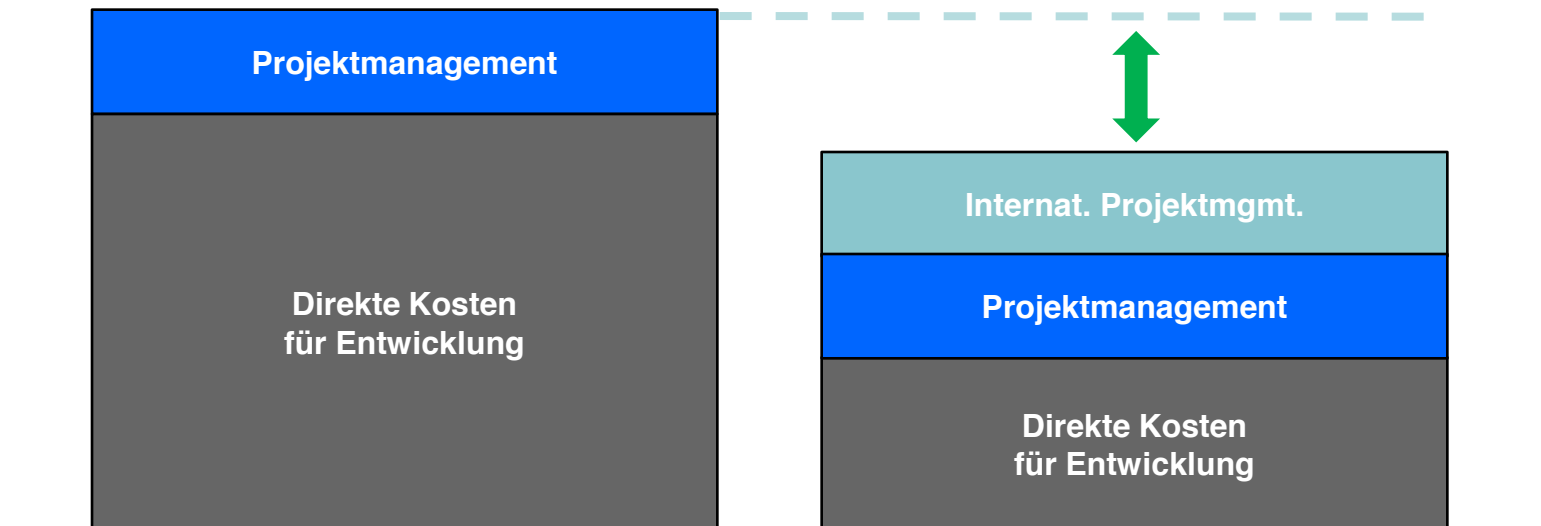 Projektmanagement
Direkte Kosten
für Entwicklung
Internat. Projektmgmt.
Projektmanagement
Direkte Kosten
für Entwicklung